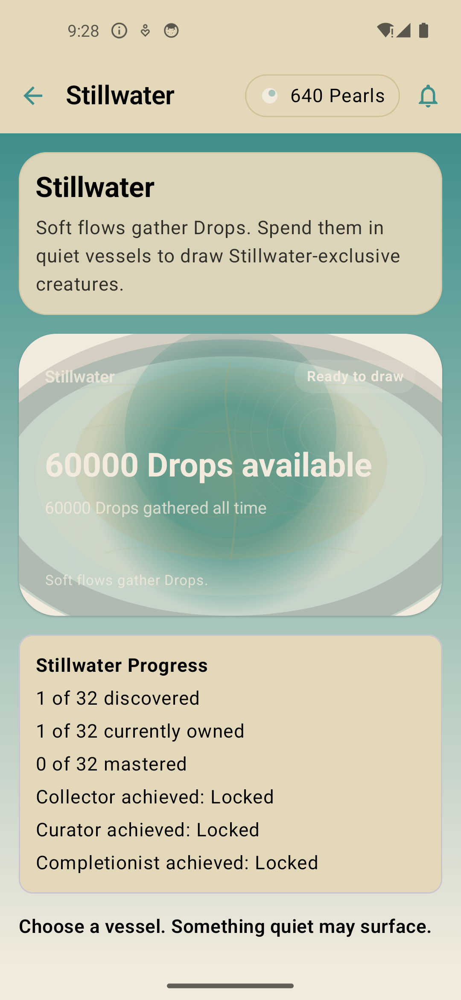 9:28
Stillwater
640 Pearls
Stillwater
Soft flows gather Drops. Spend them in
quiet vessels to draw Stillwater-exclusive
creatures.
Stillwater
Ready to draw
60000 Drops available
60000 Drops gathered all time
Soft flows gather Drops.
Stillwater Progress
1 of 32 discovered
1 of 32 currently owned
0 of 32 mastered
Collector achieved: Locked
Curator achieved: Locked
Completionist achieved: Locked
Choose a vessel. Something quiet may surface.